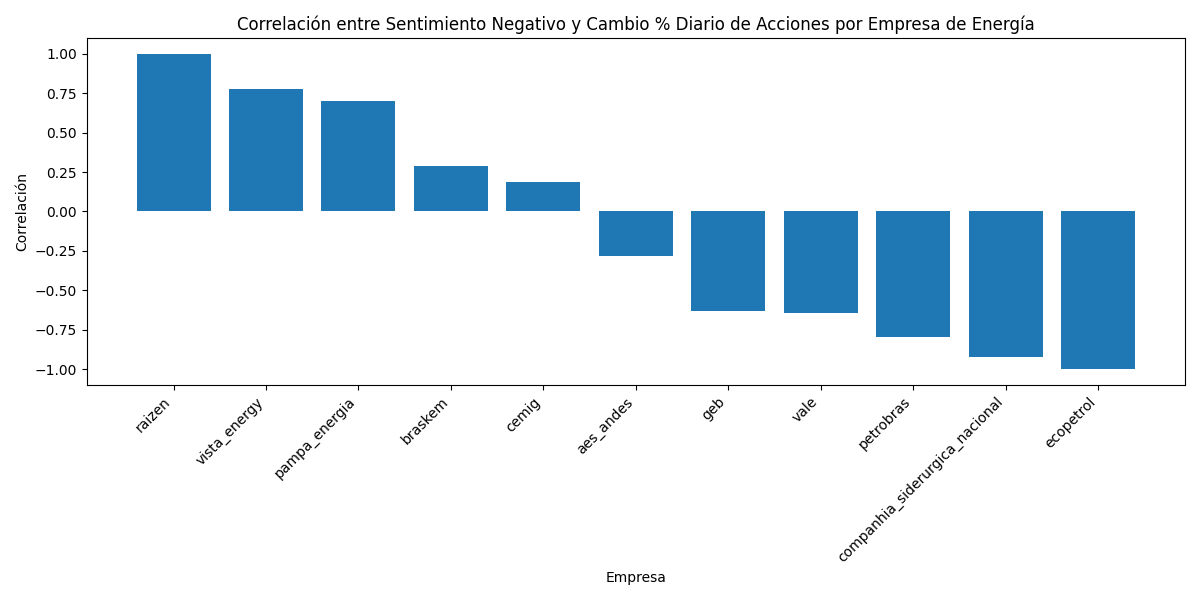 Correlación entre Sentimiento Negativo y Cambio % Diario de Acciones por Empresa de Energía
Correlación
1.00
0.75
0.50
0.25
0.00
−0.25
−0.50
−0.75
−1.00
raizen
vista_energy
pampa_energia
braskem
cemig
aes_andes
geb
vale
petrobras
companhia_siderurgica_nacional
ecopetrol
Empresa